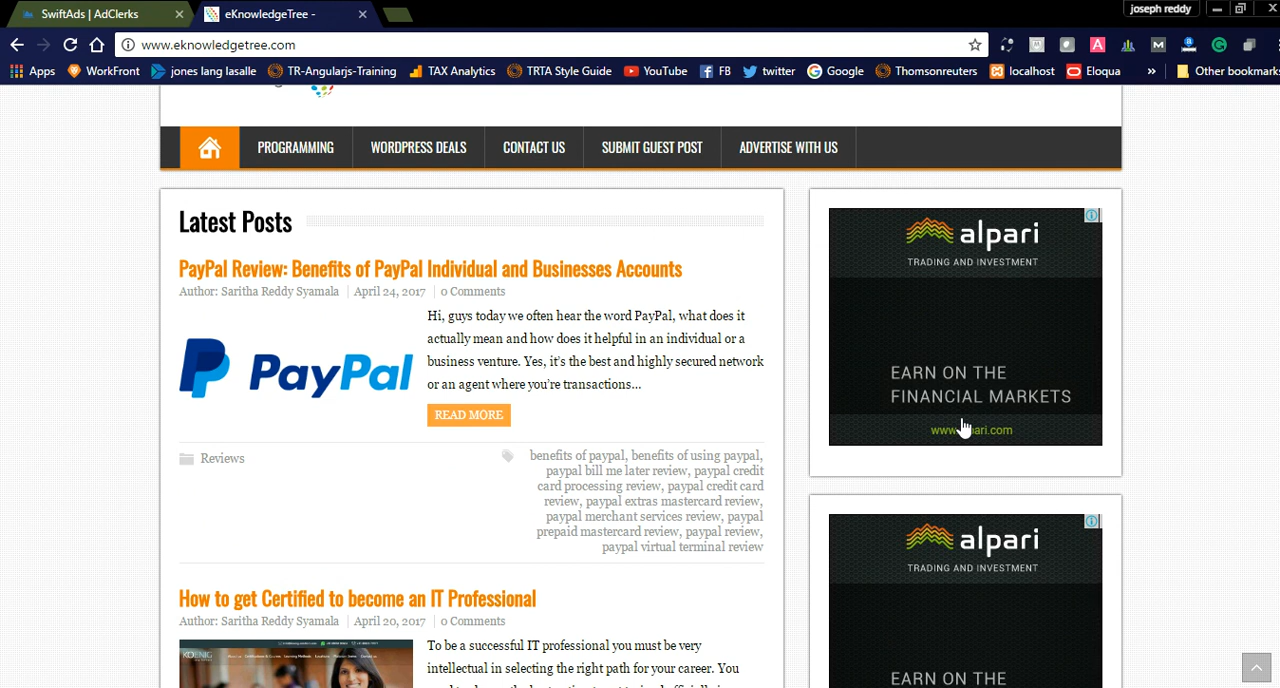 SwiftAds | AdClerks
eKnowledgeTree -
joseph reddy
www.eknowledgetree.com
Apps
WorkFront
jones lang lasalle
TR-Angularjs-Training
TAX Analytics
TRTA Style Guide
YouTube
FB
twitter
Google
Thomsonreuters
localhost
Eloqua
»
Other bookmarks
PROGRAMMING
WORDPRESS DEALS
CONTACT US
SUBMIT GUEST POST
ADVERTISE WITH US
Latest Posts
PayPal Review: Benefits of PayPal Individual and Businesses Accounts
Author: Saritha Reddy Syamala
April 24, 2017
0 Comments
PayPal
Hi, guys today we often hear the word PayPal, what does it
actually mean and how does it helpful in an individual or a
business venture. Yes, it's the best and highly secured network
or an agent where you're transactions...
READ MORE
Reviews
benefits of paypal, benefits of using paypal,
paypal bill me later review, paypal credit
card processing review, paypal credit card
review, paypal extras mastercard review,
paypal merchant services review, paypal
prepaid mastercard review, paypal review,
paypal virtual terminal review
How to get Certified to become an IT Professional
Author: Saritha Reddy Syamala
April 20, 2017
0 Comments
KOENIG
To be a successful IT professional you must be very
intellectual in selecting the right path for your career. You
alpari
TRADING AND INVESTMENT
EARN ON THE
FINANCIAL MARKETS
alpari
TRADING AND INVESTMENT
EARN ON THE